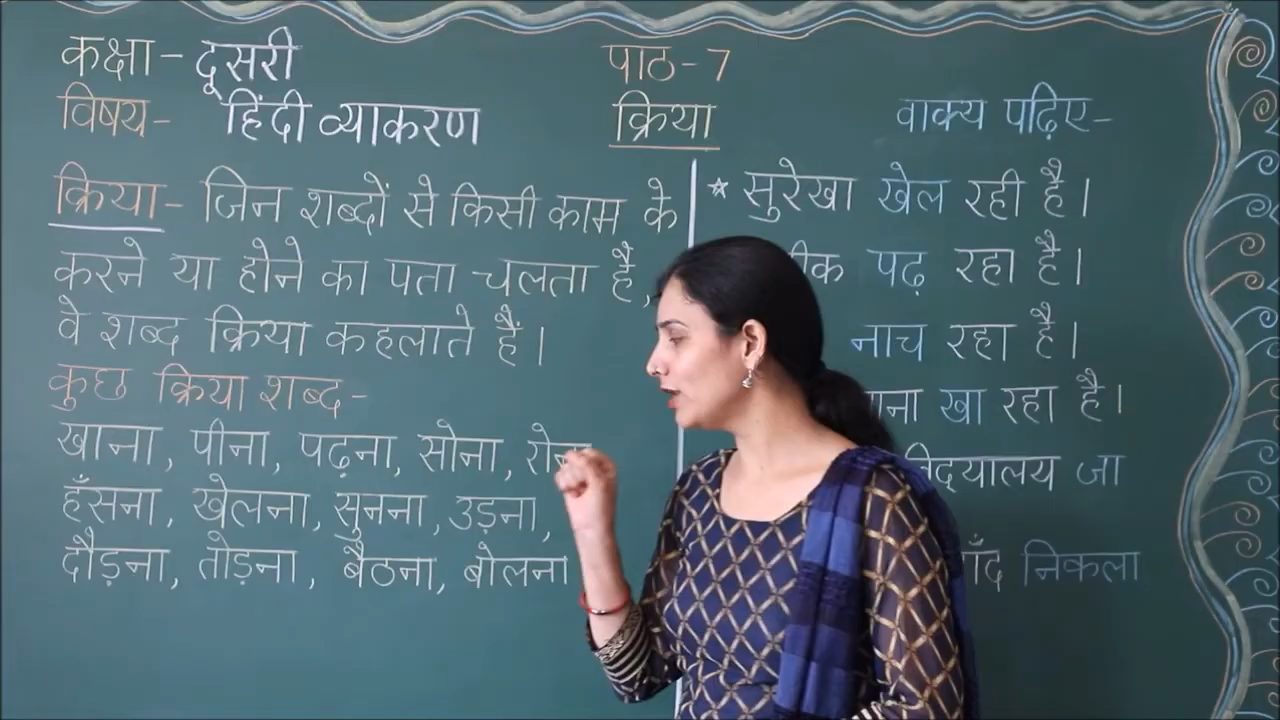 कक्षा- दूसरी
विषय- हिंदी व्याकरण
पाठ-7
क्रिया
क्रिया- जिन शब्दों से किसी काम के
करने या होने का पता चलता है,
वे शब्द क्रिया कहलाते हैं।
कुछ क्रिया शब्द-
खाना, पीना, पढ़ना, सोना,
हँसना, खेलना, सुनना, उड़ना,
दौड़ना, तोड़ना, बैठना, बोलना
वाक्य पढ़िए-
* सुरेखा खेल रही है।
पढ़ रहा है।
नाच रहा है।
खा रहा है।
जा
निकला